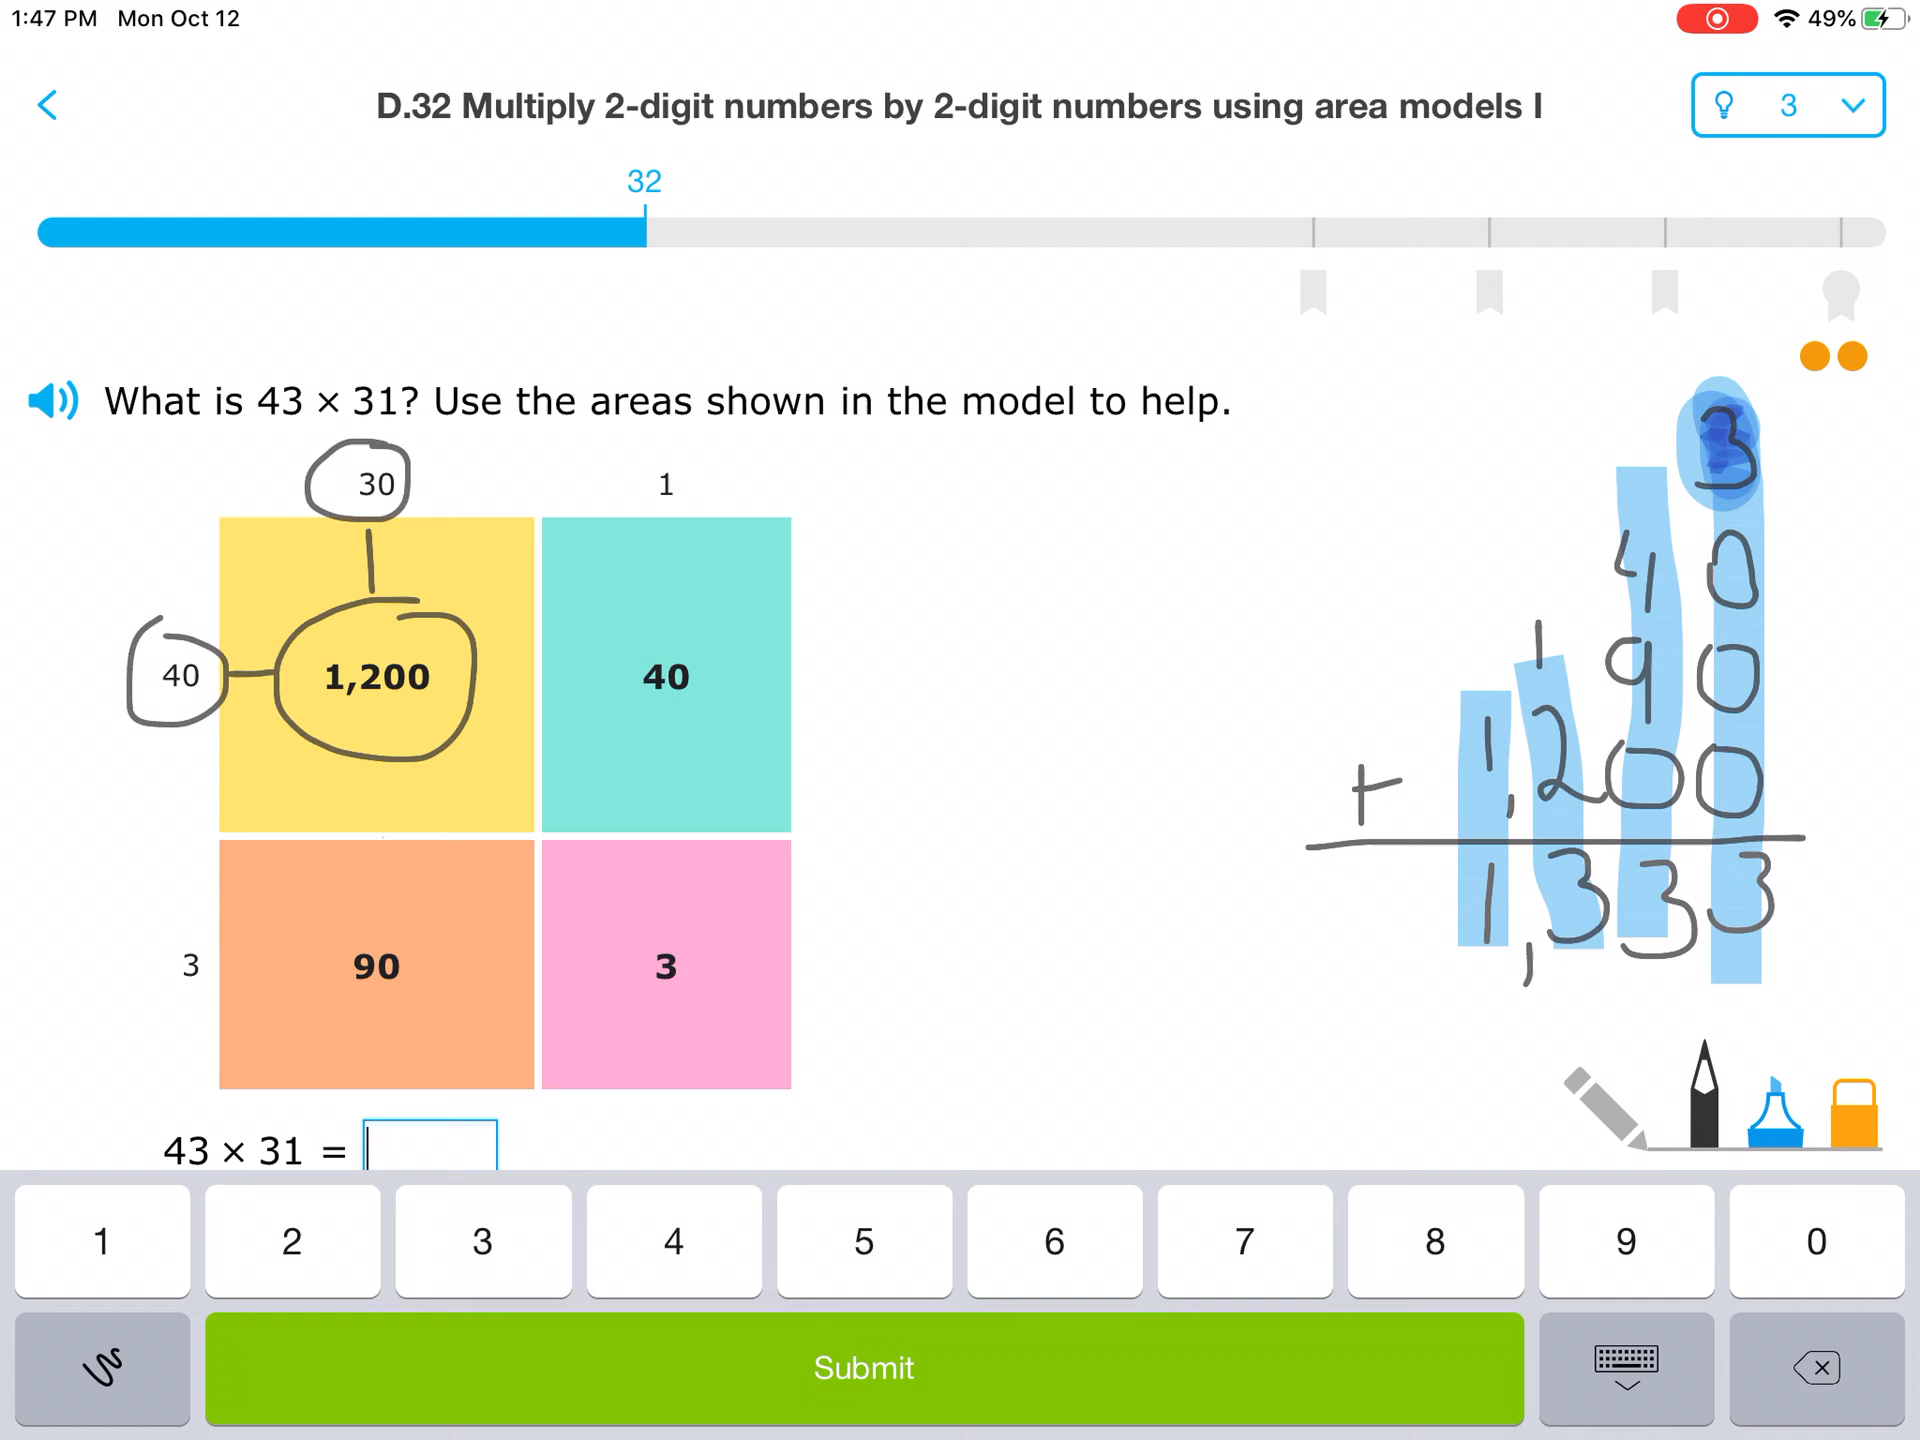 1:47 PM Mon Oct 12
49%
D.32 Multiply 2-digit numbers by 2-digit numbers using area models I
3
32
What is 43 × 31? Use the areas shown in the model to help.
30 1
40 1,200 40
3 90 3
3
40
1
90
+ 1,200
1,333
43 × 31 =
1 2 3 4 5 6 7 8 9 0
Submit